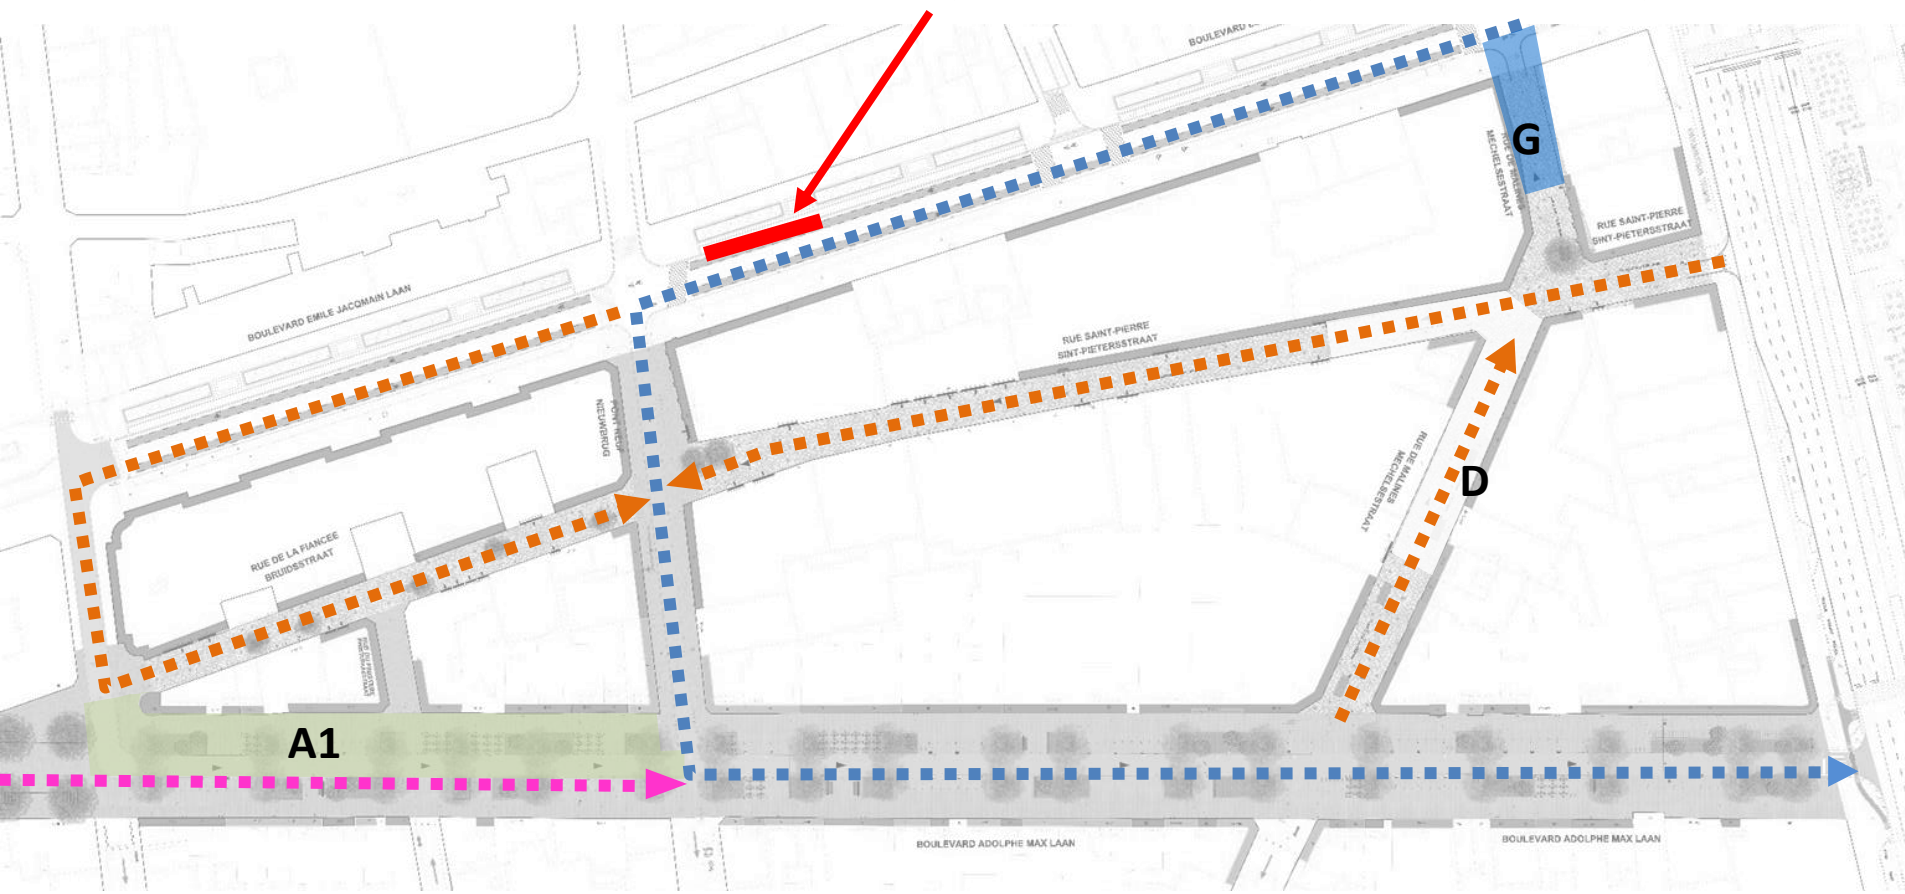 G
RUE DE MALINES
MECHELSESTRAAT
RUE SAINT-PIERRE
SINT-PIETERSSTRAAT
BOULEVARD EMILE JACQMAIN LAAN
RUE SAINT-PIERRE
SINT-PIETERSSTRAAT
PONT NEUF
NIEUWBRUG
RUE DE MALINES
MECHELSESTRAAT
D
RUE DE LA FIANCÉE
BRUIDSSTRAAT
A1
BOULEVARD ADOLPHE MAX LAAN
BOULEVARD ADOLPHE MAX LAAN